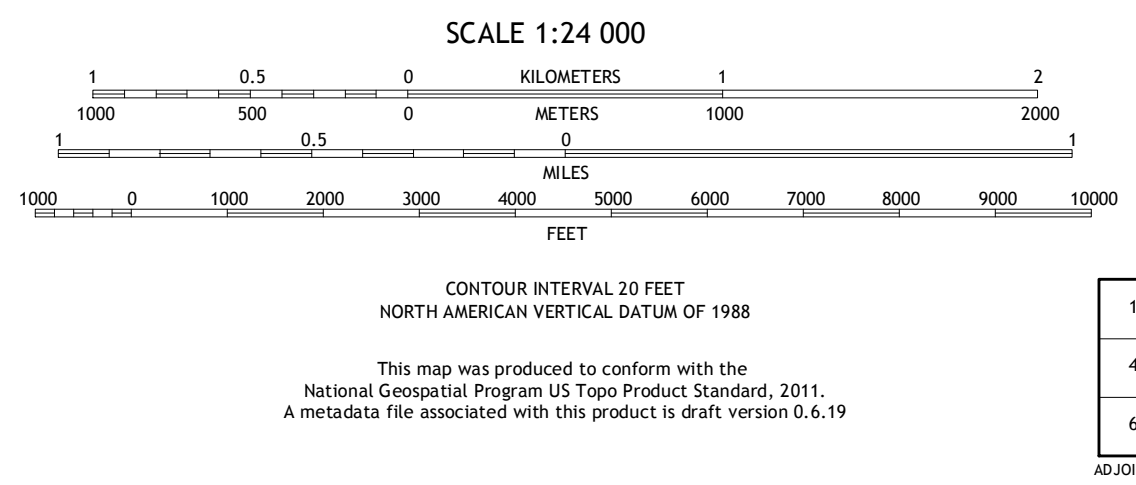 SCALE 1:24 000
1 0.5 0 KILOMETERS 1 2
1000 500 0 METERS 1000 2000
1 0.5 0 1
MILES
1000 0 1000 2000 3000 4000 5000 6000 7000 8000 9000 10000
FEET
CONTOUR INTERVAL 20 FEET
NORTH AMERICAN VERTICAL DATUM OF 1988
This map was produced to conform with the
National Geospatial Program US Topo Product Standard, 2011.
A metadata file associated with this product is draft version 0.6.19
1
4
6
ADJOI